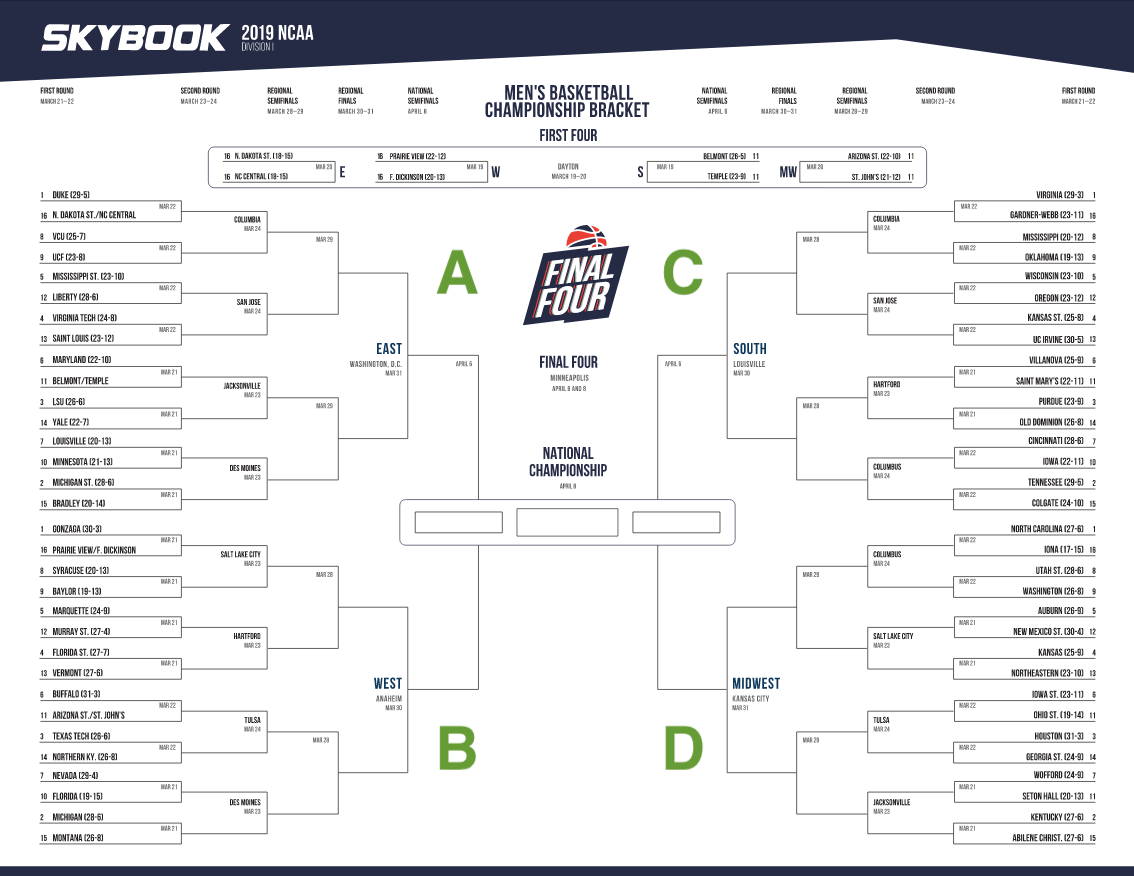 SKYBOOK
2019 NCAA
DIVISION I
FIRST ROUND
MARCH 21–22
SECOND ROUND
MARCH 23–24
REGIONAL
SEMIFINALS
MARCH 28–29
REGIONAL
FINALS
MARCH 30–31
NATIONAL
SEMIFINALS
APRIL 6
MEN'S BASKETBALL
CHAMPIONSHIP BRACKET
NATIONAL
SEMIFINALS
APRIL 6
REGIONAL
FINALS
MARCH 30–31
REGIONAL
SEMIFINALS
MARCH 28–29
SECOND ROUND
MARCH 23–24
FIRST ROUND
MARCH 21–22
FIRST FOUR
16 N. DAKOTA ST. (18-15)
MAR 20
16 NC CENTRAL (18-15)
E
16 PRAIRIE VIEW (22-12)
MAR 19
16 F. DICKINSON (20-13)
W
DAYTON
MARCH 19–20
S
BELMONT (26-5) 11
MAR 19
TEMPLE (23-9) 11
MW
ARIZONA ST. (22-10) 11
MAR 20
ST. JOHN'S (21-12) 11
1 DUKE (29-5)
MAR 22
16 N. DAKOTA ST./NC CENTRAL
COLUMBIA
MAR 24
8 VCU (25-7)
MAR 22
9 UCF (23-8)
MAR 29
5 MISSISSIPPI ST. (23-10)
MAR 22
12 LIBERTY (28-6)
SAN JOSE
MAR 24
4 VIRGINIA TECH (24-8)
MAR 22
13 SAINT LOUIS (23-12)
A
EAST
WASHINGTON, D.C.
MAR 31
APRIL 6
6 MARYLAND (22-10)
MAR 21
11 BELMONT/TEMPLE
JACKSONVILLE
MAR 23
3 LSU (26-6)
MAR 21
14 YALE (22-7)
MAR 29
7 LOUISVILLE (20-13)
MAR 21
10 MINNESOTA (21-13)
DES MOINES
MAR 23
2 MICHIGAN ST. (28-6)
MAR 21
15 BRADLEY (20-14)
1 GONZAGA (30-3)
MAR 21
16 PRAIRIE VIEW/F. DICKINSON
SALT LAKE CITY
MAR 23
8 SYRACUSE (20-13)
MAR 21
9 BAYLOR (19-13)
MAR 28
5 MARQUETTE (24-9)
MAR 21
12 MURRAY ST. (27-4)
HARTFORD
MAR 23
4 FLORIDA ST. (27-7)
MAR 21
13 VERMONT (27-6)
WEST
ANAHEIM
MAR 30
B
6 BUFFALO (31-3)
MAR 22
11 ARIZONA ST./ST. JOHN'S
TULSA
MAR 24
3 TEXAS TECH (26-6)
MAR 22
14 NORTHERN KY. (26-8)
MAR 28
7 NEVADA (29-4)
MAR 21
10 FLORIDA (19-15)
DES MOINES
MAR 23
2 MICHIGAN (28-6)
MAR 21
15 MONTANA (26-8)
FINAL
FOUR
FINAL FOUR
MINNEAPOLIS
APRIL 6 AND 8
NATIONAL
CHAMPIONSHIP
APRIL 8
VIRGINIA (29-3) 1
MAR 22
GARDNER-WEBB (23-11) 16
COLUMBIA
MAR 24
MISSISSIPPI (20-12) 8
MAR 22
OKLAHOMA (19-13) 9
MAR 28
WISCONSIN (23-10) 5
MAR 22
OREGON (23-12) 12
SAN JOSE
MAR 24
KANSAS ST. (25-8) 4
MAR 22
UC IRVINE (30-5) 13
C
SOUTH
LOUISVILLE
MAR 30
APRIL 6
VILLANOVA (25-9) 6
MAR 21
SAINT MARY'S (22-11) 11
HARTFORD
MAR 23
PURDUE (23-9) 3
MAR 21
OLD DOMINION (26-8) 14
MAR 28
CINCINNATI (28-6) 7
MAR 22
IOWA (22-11) 10
COLUMBUS
MAR 24
TENNESSEE (29-5) 2
MAR 22
COLGATE (24-10) 15
NORTH CAROLINA (27-6) 1
MAR 22
IONA (17-15) 16
COLUMBUS
MAR 24
UTAH ST. (28-6) 8
MAR 22
WASHINGTON (26-8) 9
MAR 29
AUBURN (26-9) 5
MAR 21
NEW MEXICO ST. (30-4) 12
SALT LAKE CITY
MAR 23
KANSAS (25-9) 4
MAR 21
NORTHEASTERN (23-10) 13
MIDWEST
KANSAS CITY
MAR 31
D
IOWA ST. (23-11) 6
MAR 22
OHIO ST. (19-14) 11
TULSA
MAR 24
HOUSTON (31-3) 3
MAR 22
GEORGIA ST. (24-9) 14
MAR 29
WOFFORD (24-9) 7
MAR 21
SETON HALL (20-13) 11
JACKSONVILLE
MAR 23
KENTUCKY (27-6) 2
MAR 21
ABILENE CHRIST. (27-6) 15